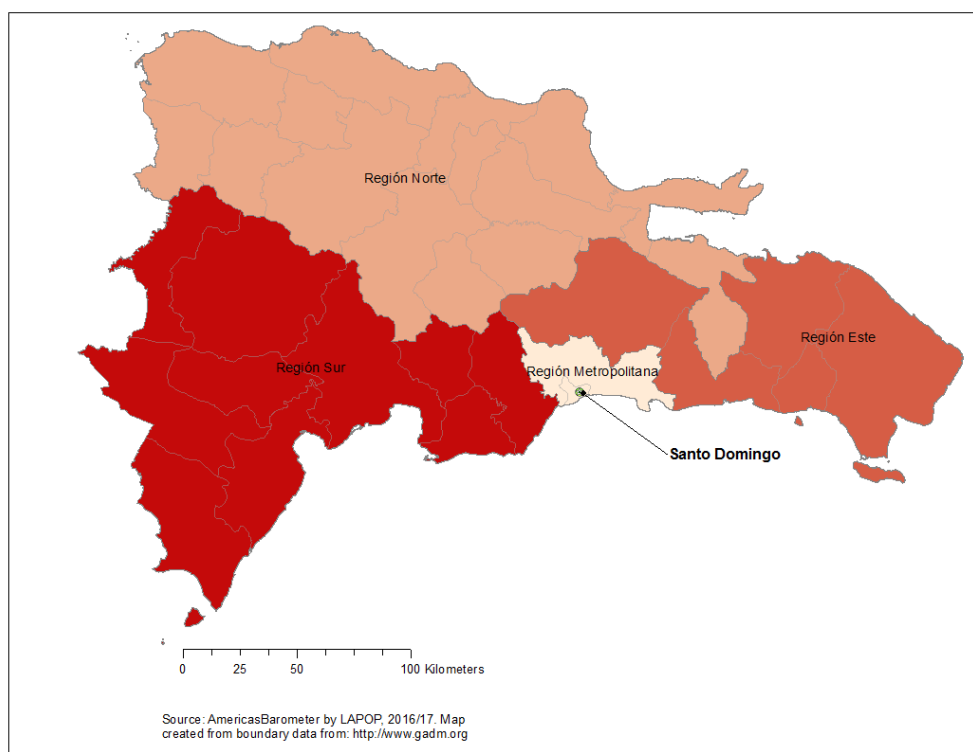 Región Norte
Región Este
Región Sur
Región Metropolitana
Santo Domingo
0 25 50 100 Kilometers
Source: AmericasBarometer by LAPOP, 2016/17. Map
created from boundary data from: http://www.gadm.org